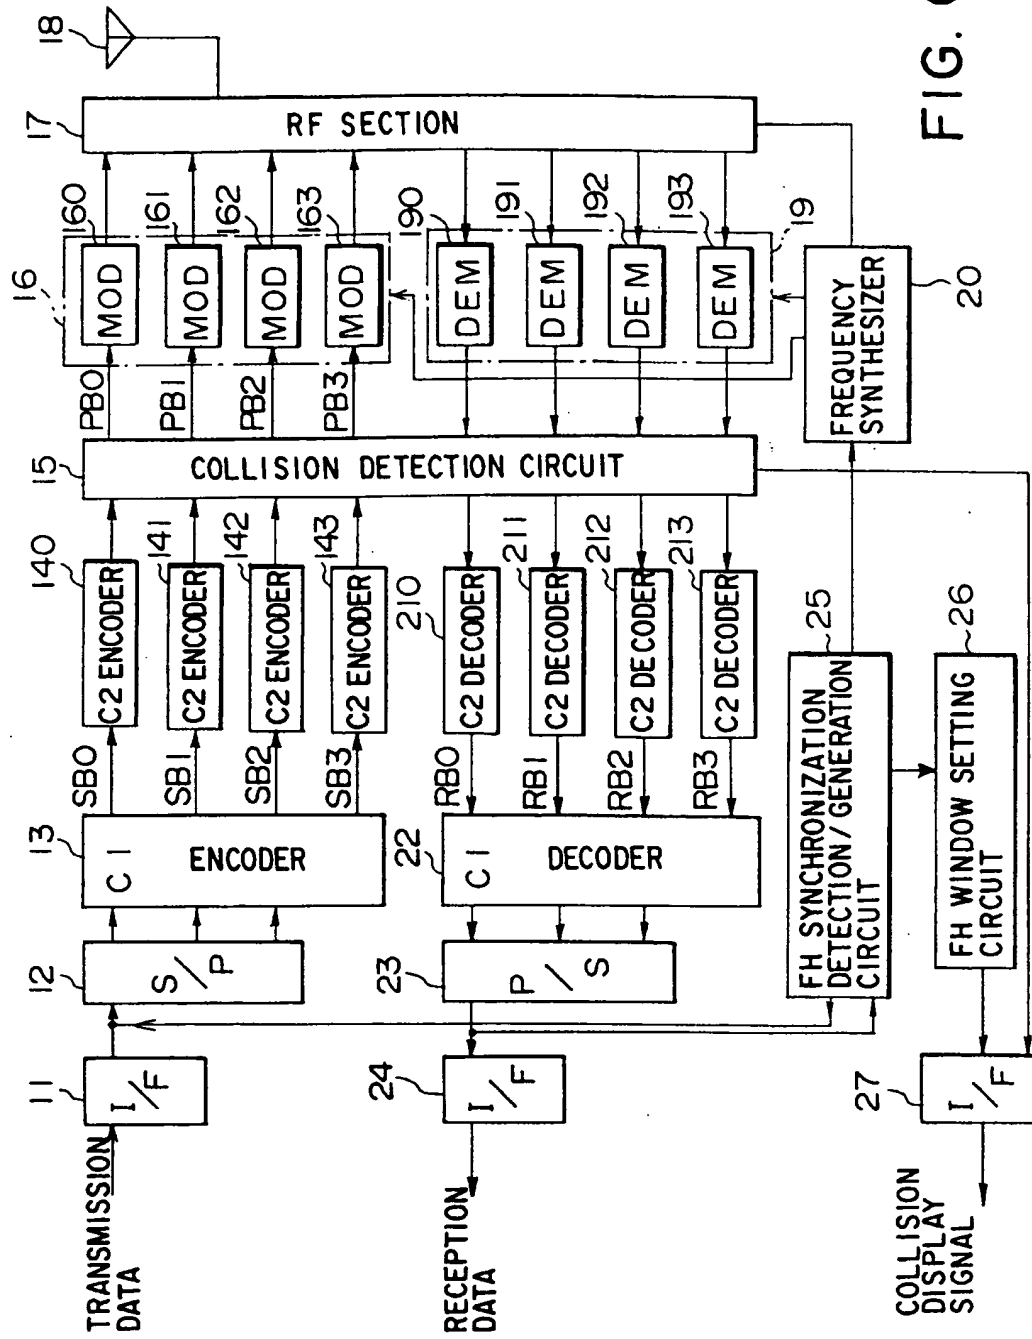 TRANSMISSION
DATA
11
I/F
12
S/P
13
C1
ENCODER
SB0
SB1
SB2
SB3
140
C2 ENCODER
141
C2 ENCODER
142
C2 ENCODER
143
C2 ENCODER
15
COLLISION DETECTION CIRCUIT
PB0
PB1
PB2
PB3
16
160
MOD
161
MOD
162
MOD
163
MOD
17
RF SECTION
18
RECEPTION
DATA
24
I/F
23
P/S
22
C1
DECODER
RB0
RB1
RB2
RB3
210
C2 DECODER
211
C2 DECODER
212
C2 DECODER
213
C2 DECODER
190
DEM
191
DEM
192
DEM
193
DEM
19
COLLISION
DISPLAY
SIGNAL
27
I/F
FH SYNCHRONIZATION
DETECTION/GENERATION
CIRCUIT
25
FH WINDOW SETTING
CIRCUIT
26
FREQUENCY
SYNTHESIZER
20
FIG.